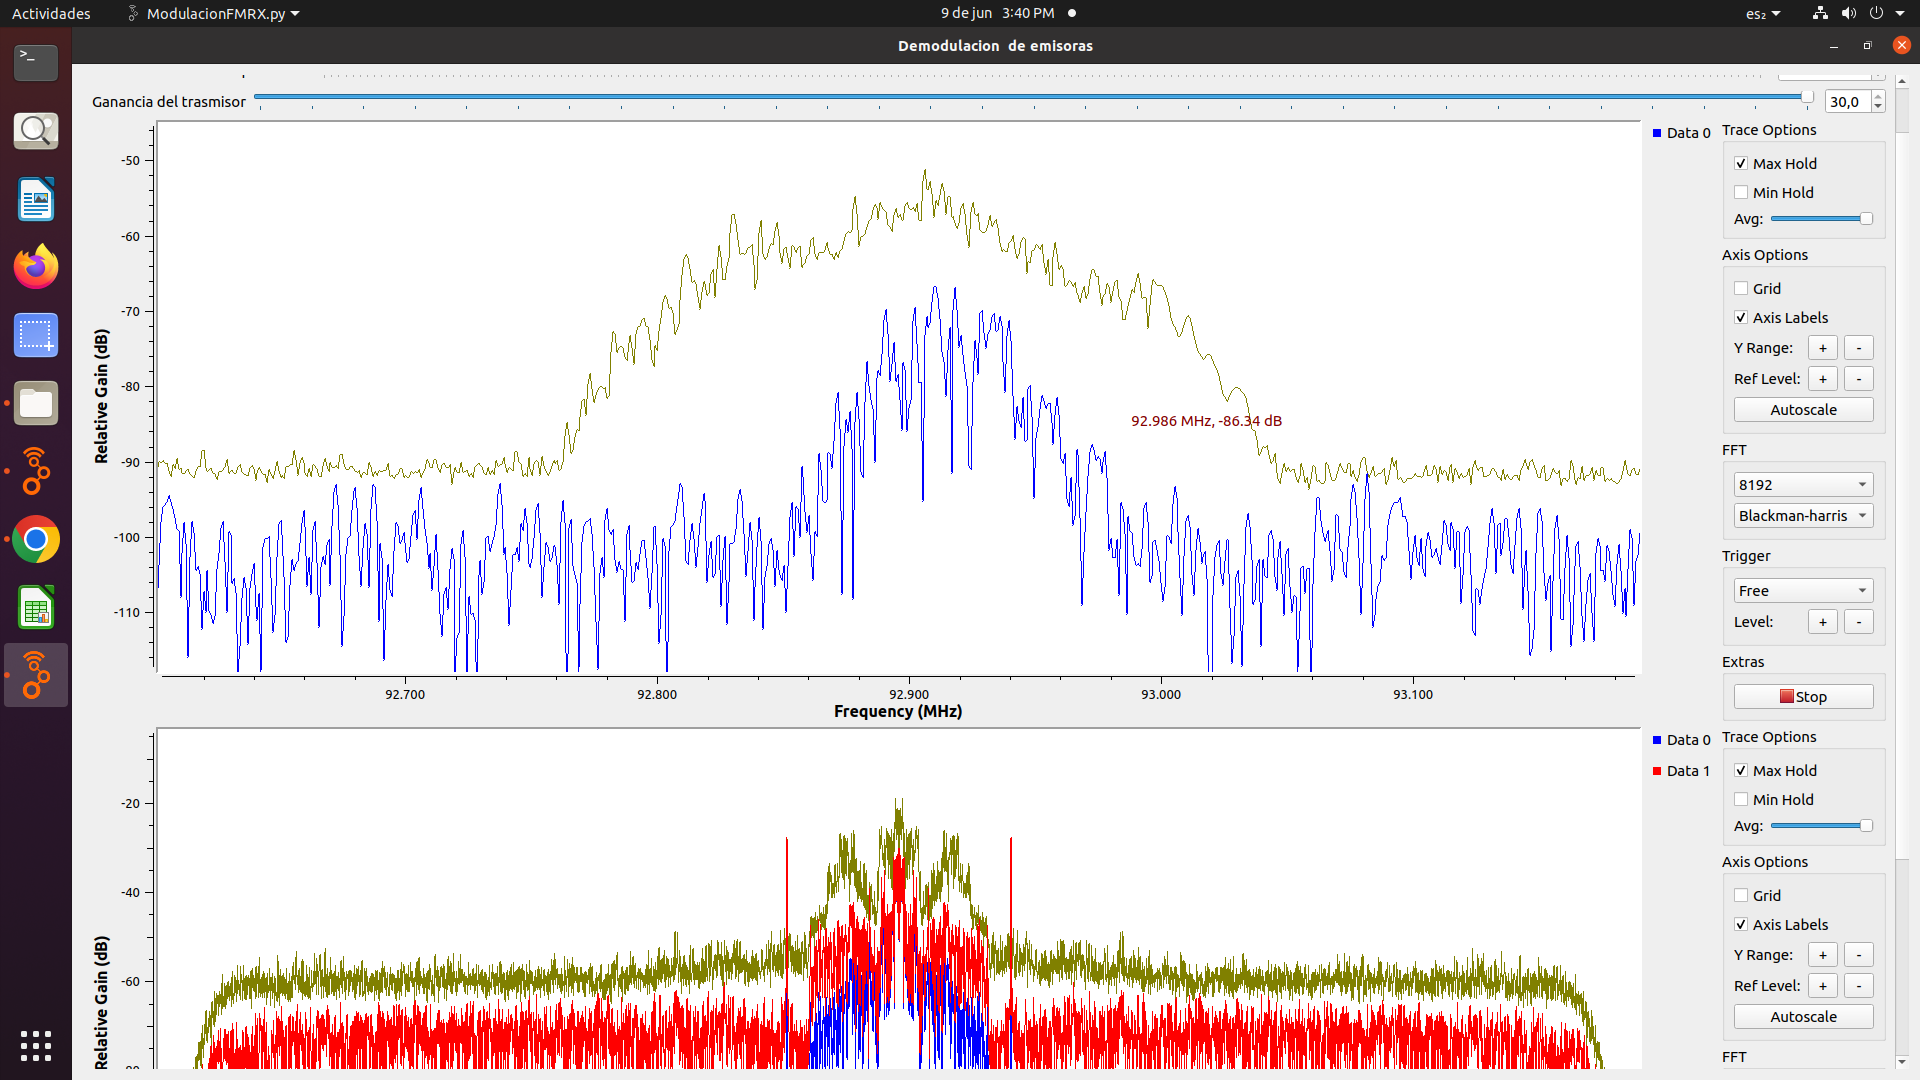 Actividades
ModulacionFMRX.py
9 de jun 3:40 PM
es₂
Demodulacion de emisoras
Ganancia del trasmisor
30,0
-50
-60
-70
-80
-90
-100
-110
Relative Gain (dB)
92.986 MHz, -86.34 dB
92.700
92.800
92.900
93.000
93.100
Frequency (MHz)
Data 0
Trace Options
Max Hold
Min Hold
Avg:
Axis Options
Grid
Axis Labels
Y Range:
+
-
Ref Level:
+
-
Autoscale
FFT
8192
Blackman-harris
Trigger
Free
Level:
+
-
Extras
Stop
-20
-40
-60
Relative Gain (dB)
Data 0
Data 1
Trace Options
Max Hold
Min Hold
Avg:
Axis Options
Grid
Axis Labels
Y Range:
+
-
Ref Level:
+
-
Autoscale
FFT